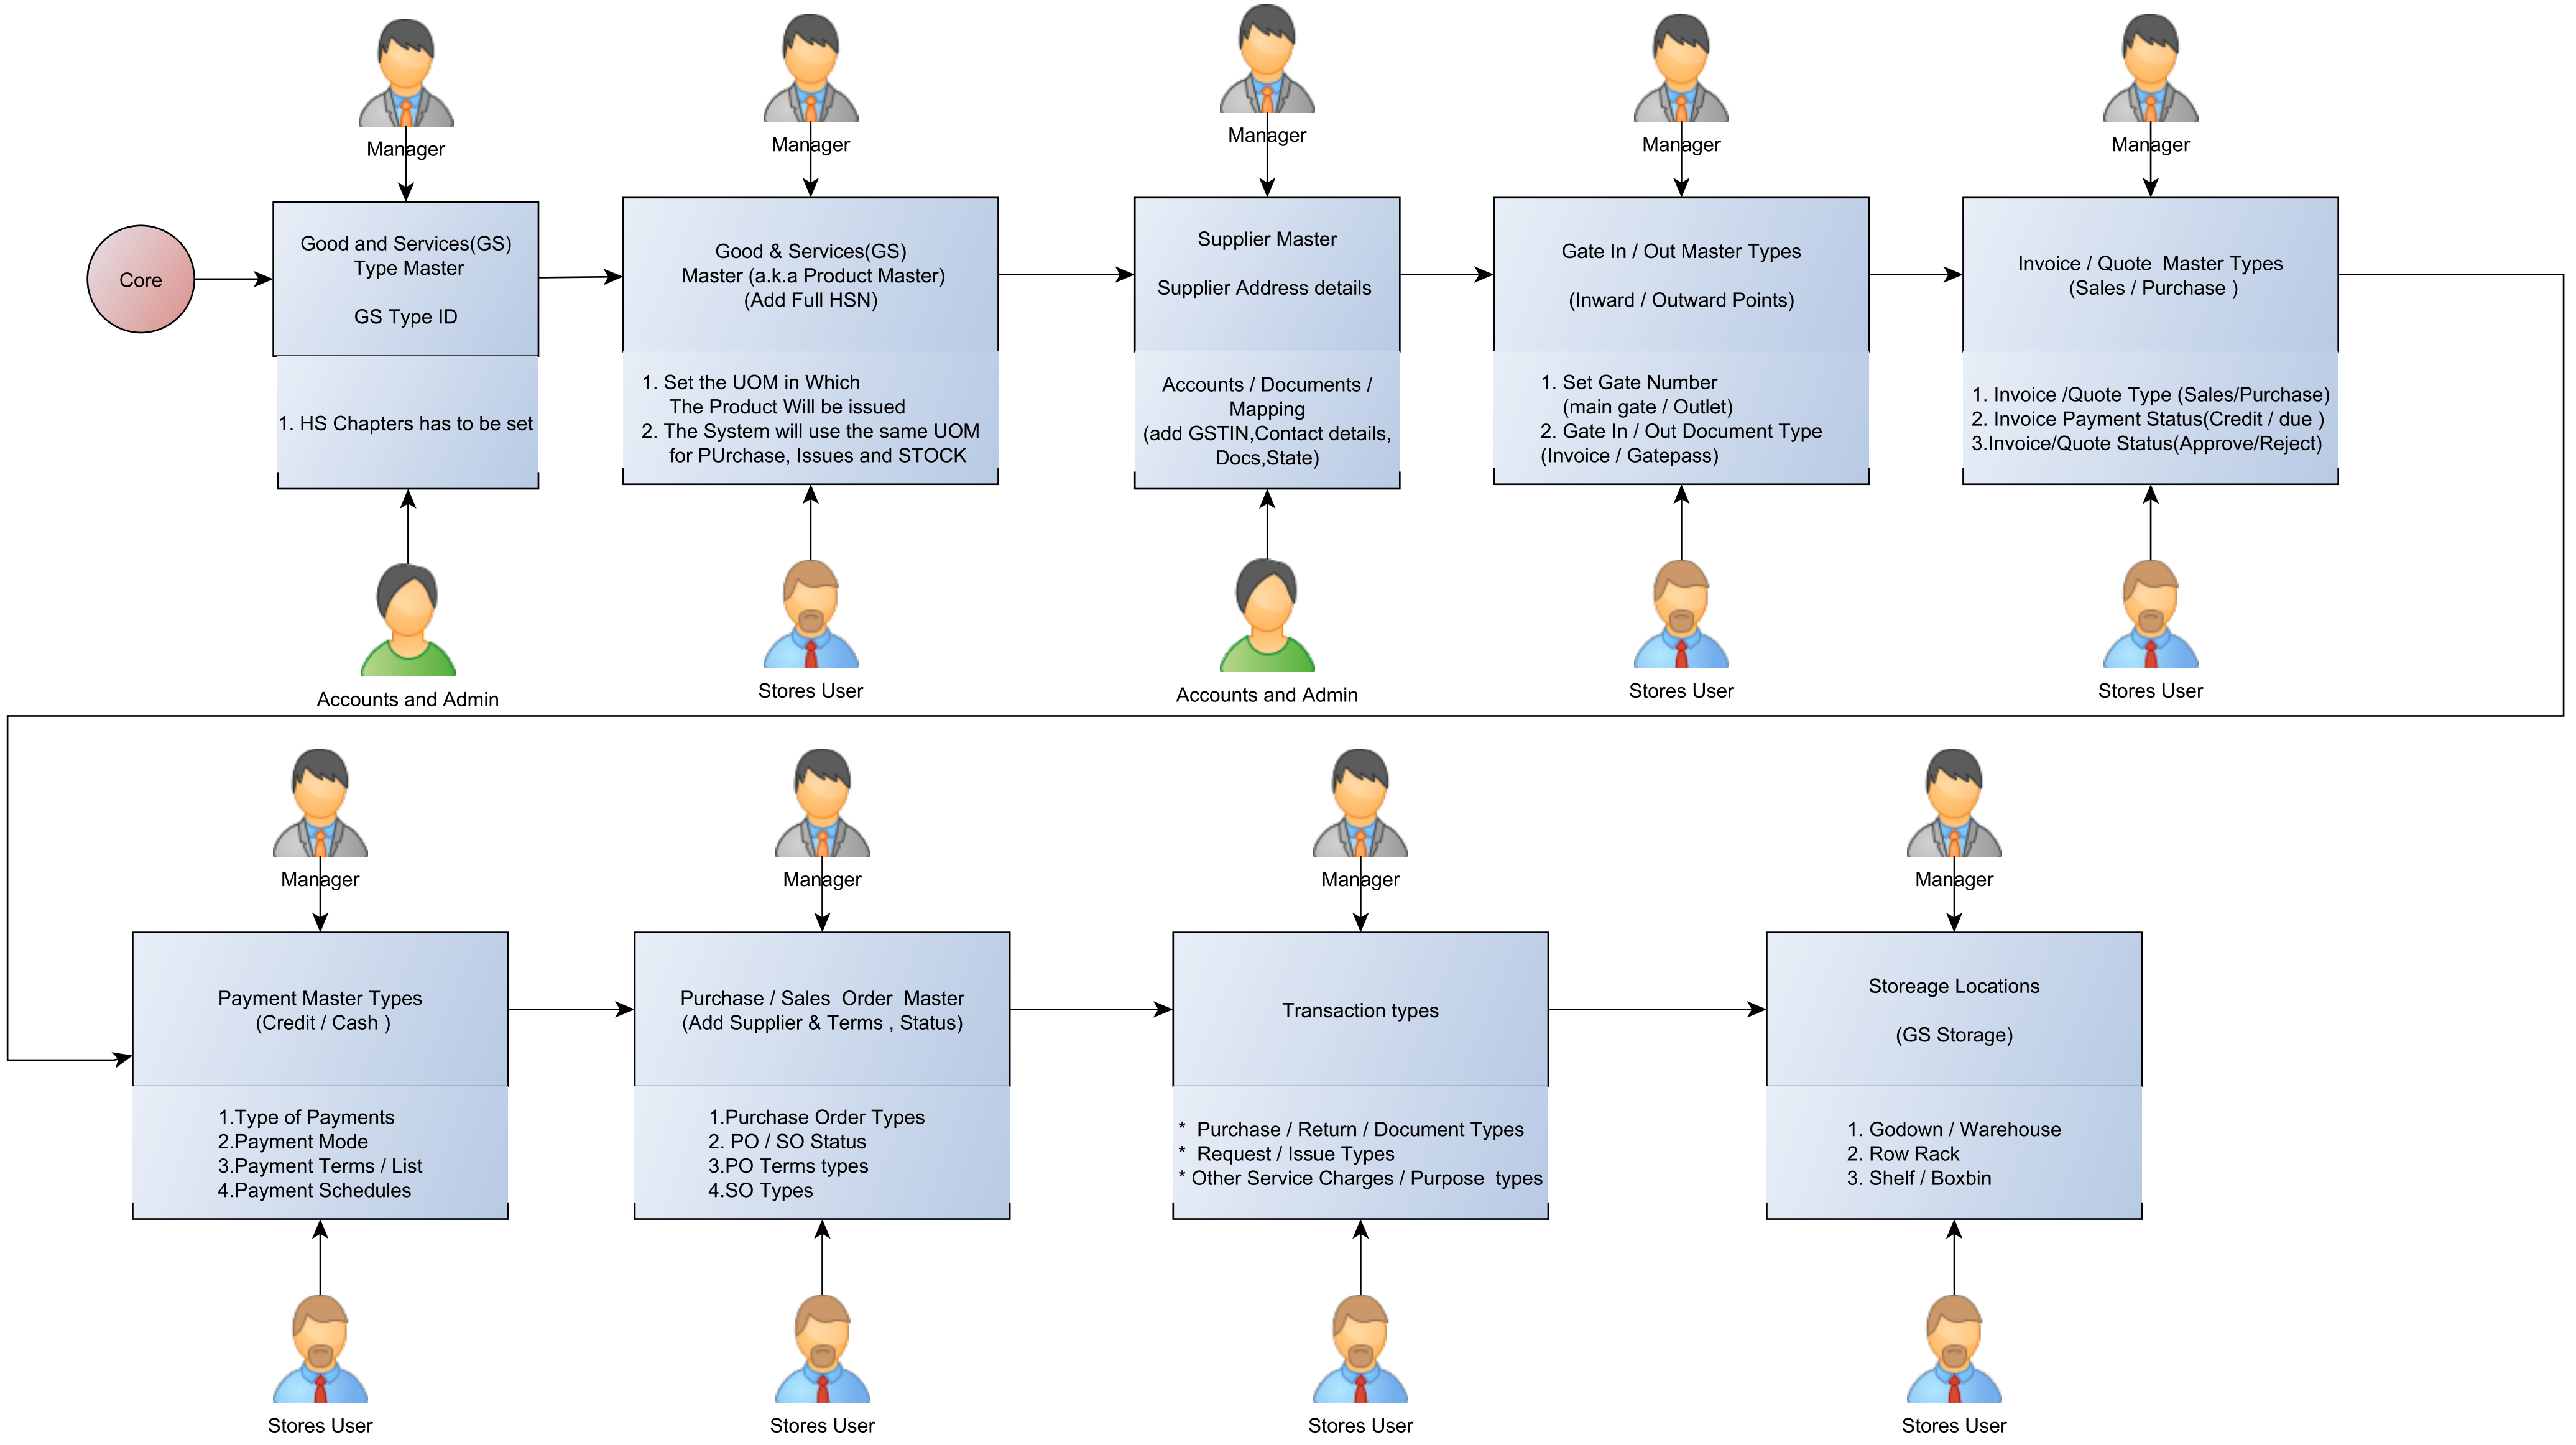 Manager
Manager
Manager
Manager
Manager
Core
Good and Services(GS)
Type Master
GS Type ID
1. HS Chapters has to be set
Good & Services(GS)
Master (a.k.a Product Master)
(Add Full HSN)
1. Set the UOM in Which
The Product Will be issued
2. The System will use the same UOM
for PUrchase, Issues and STOCK
Supplier Master
Supplier Address details
Accounts / Documents /
Mapping
(add GSTIN,Contact details,
Docs,State)
Gate In / Out Master Types
(Inward / Outward Points)
1. Set Gate Number
(main gate / Outlet)
2. Gate In / Out Document Type
(Invoice / Gatepass)
Invoice / Quote  Master Types
(Sales / Purchase )
1. Invoice /Quote Type (Sales/Purchase)
2. Invoice Payment Status(Credit / due )
3.Invoice/Quote Status(Approve/Reject)
Accounts and Admin
Stores User
Accounts and Admin
Stores User
Stores User
Manager
Manager
Manager
Manager
Payment Master Types
(Credit / Cash )
1.Type of Payments
2.Payment Mode
3.Payment Terms / List
4.Payment Schedules
Purchase / Sales  Order  Master
(Add Supplier & Terms , Status)
1.Purchase Order Types
2. PO / SO Status
3.PO Terms types
4.SO Types
Transaction types
*  Purchase / Return / Document Types
*  Request / Issue Types
* Other Service Charges / Purpose  types
Storeage Locations
(GS Storage)
1. Godown / Warehouse
2. Row Rack
3. Shelf / Boxbin
Stores User
Stores User
Stores User
Stores User